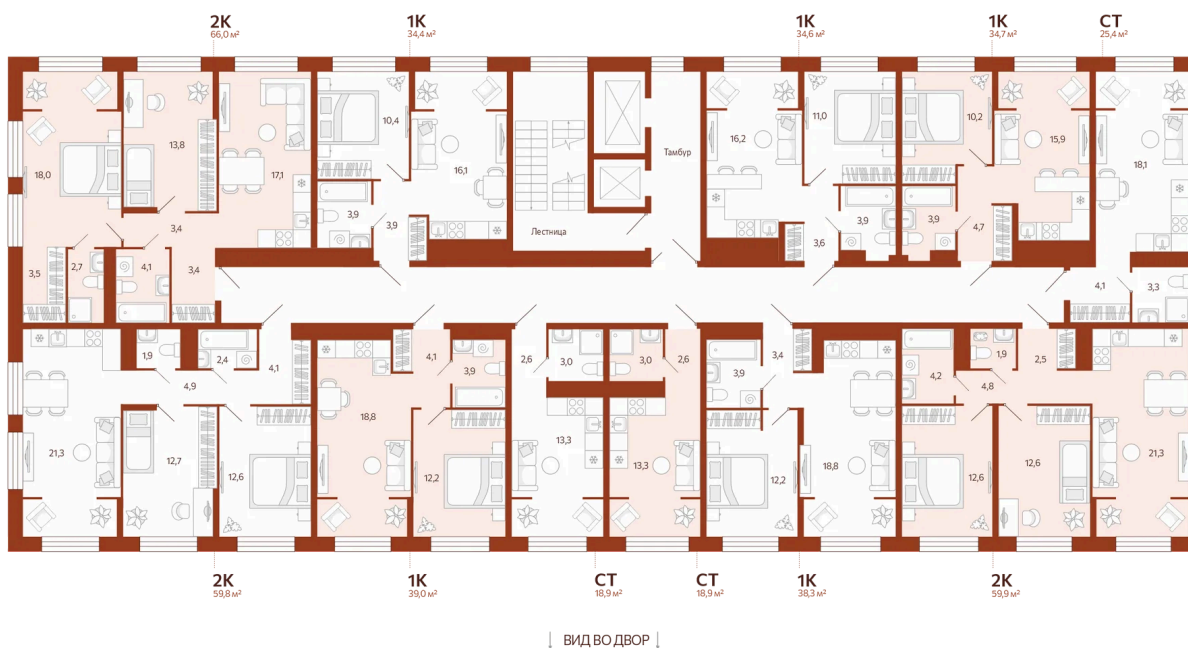 2К
66,0 м²
1К
34,4 м²
1К
34,6 м²
1К
34,7 м²
СТ
25,4 м²
18,0
13,8
17,1
3,4
3,5
2,7
4,1
3,4
10,4
16,1
3,9
3,9
Лестница
Тамбур
16,2
11,0
3,6
3,9
10,2
15,9
3,9
4,7
18,1
4,1
3,3
21,3
1,9
4,9
2,4
4,1
12,7
12,6
18,8
4,1
3,9
12,2
2,6
3,0
13,3
3,0
2,6
13,3
3,9
3,4
12,2
18,8
4,2
1,9
4,8
2,5
12,6
12,6
21,3
2К
59,8 м²
1К
39,0 м²
СТ
18,9 м²
СТ
18,9 м²
1К
38,3 м²
2К
59,9 м²
ВИД ВО ДВОР